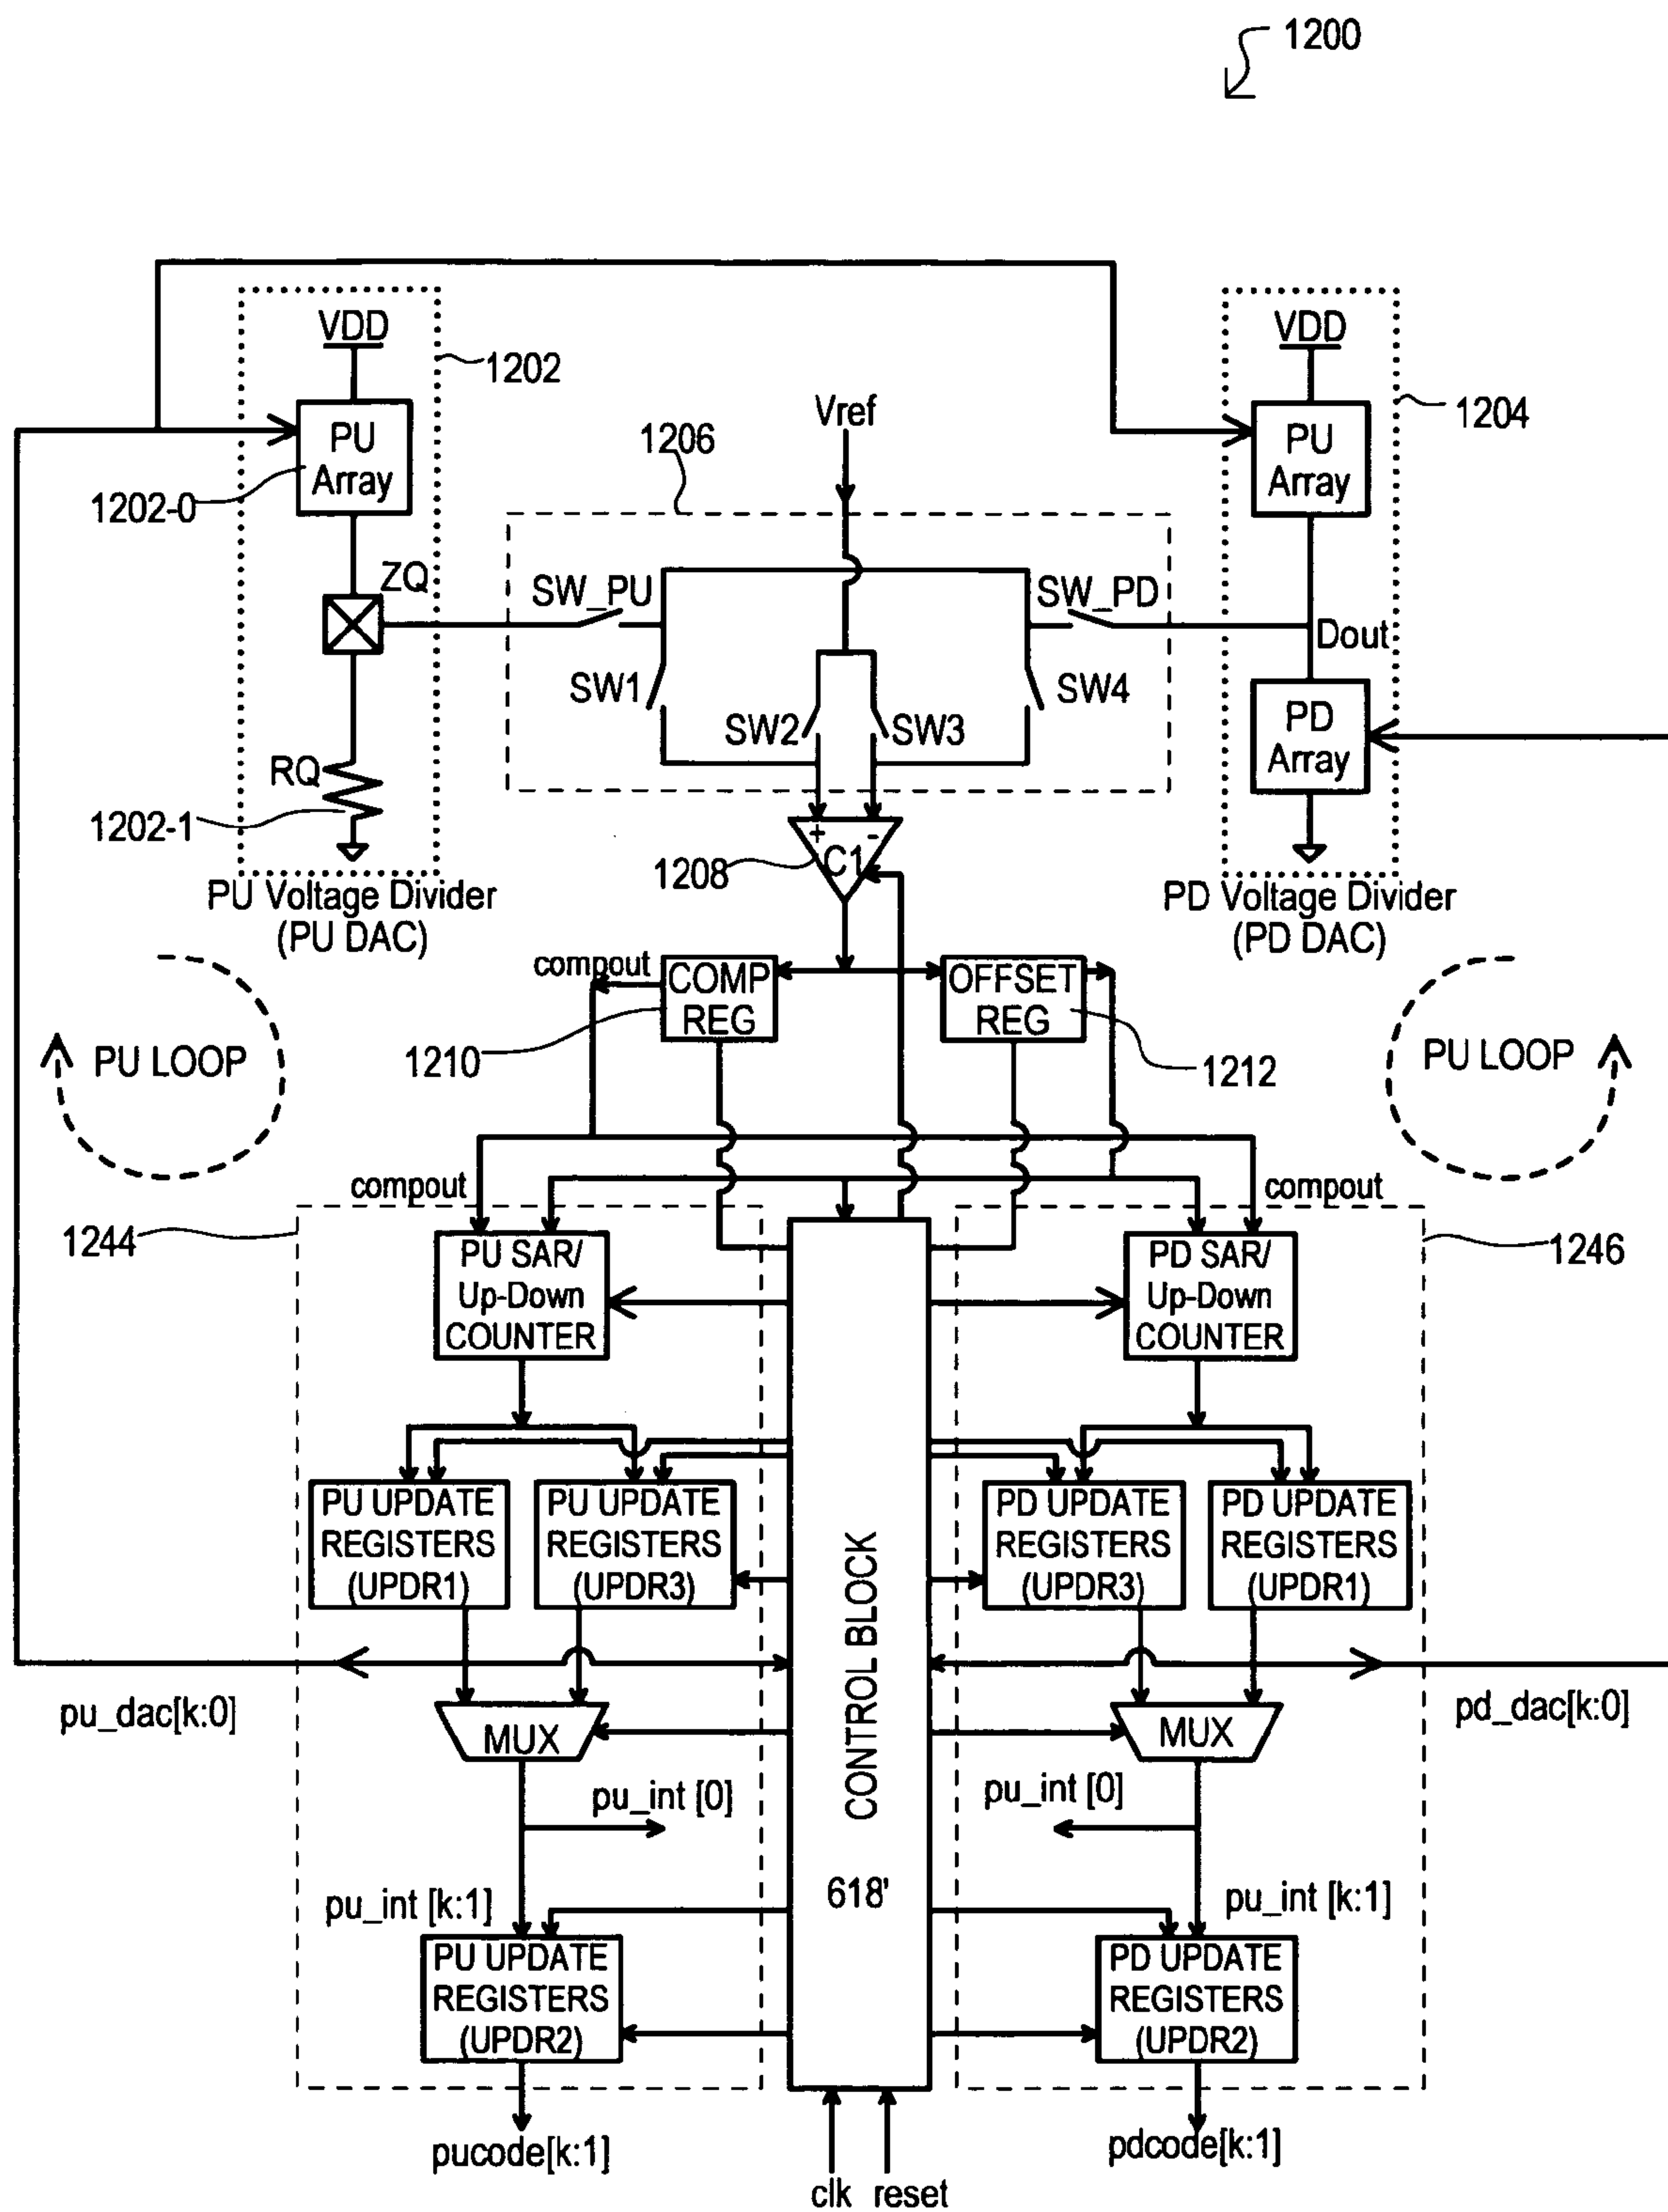 1200
VDD
VDD
1202
1204
PU
Array
Vref
PU
Array
1206
1202-0
ZQ
SW_PU
SW_PD
Dout
SW1
SW4
SW2
SW3
PD
Array
RQ
1202-1
+
-
C1
1208
PU Voltage Divider
(PU DAC)
PD Voltage Divider
(PD DAC)
compout
COMP
REG
OFFSET
REG
PU LOOP
PU LOOP
1210
1212
compout
compout
1244
1246
PU SAR/
Up-Down
COUNTER
PD SAR/
Up-Down
COUNTER
PU UPDATE
REGISTERS
(UPDR1)
PU UPDATE
REGISTERS
(UPDR3)
PD UPDATE
REGISTERS
(UPDR3)
PD UPDATE
REGISTERS
(UPDR1)
CONTROL BLOCK
618'
pu_dac[k:0]
pd_dac[k:0]
MUX
MUX
pu_int [0]
pu_int [0]
pu_int [k:1]
pu_int [k:1]
PU UPDATE
REGISTERS
(UPDR2)
PD UPDATE
REGISTERS
(UPDR2)
pucode[k:1]
pdcode[k:1]
clk reset